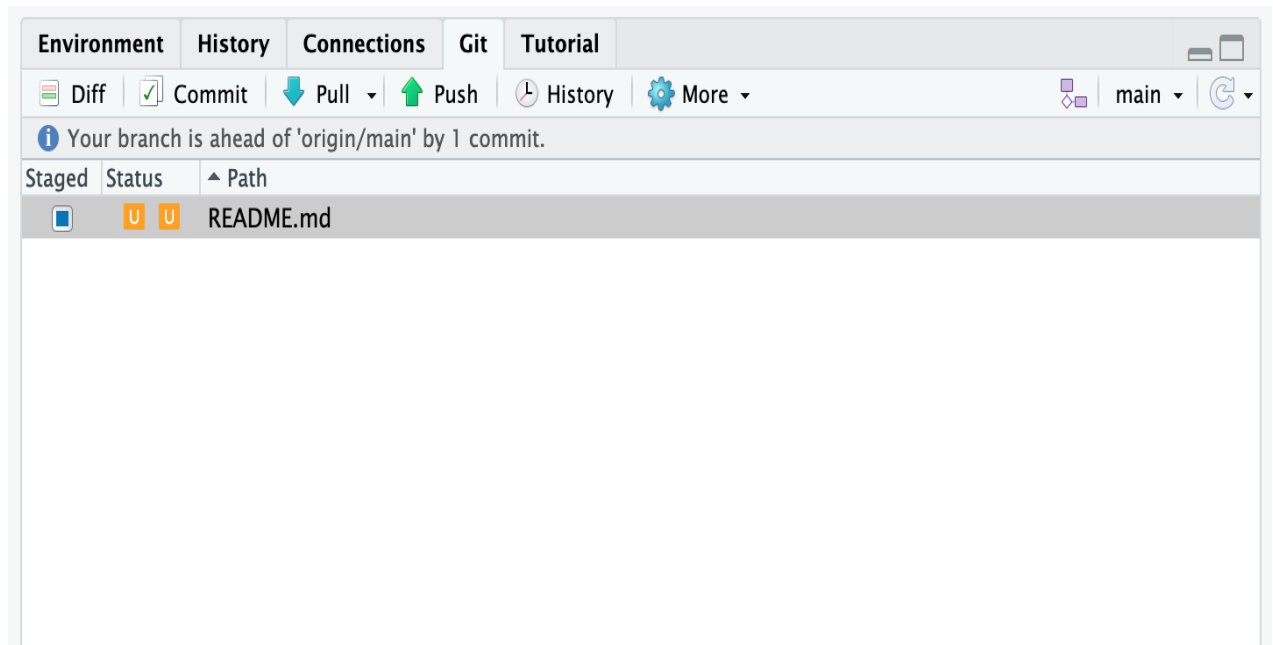 Environment History Connections Git Tutorial
Diff Commit Pull Push History More main
Your branch is ahead of 'origin/main' by 1 commit.
Staged Status Path
U U README.md